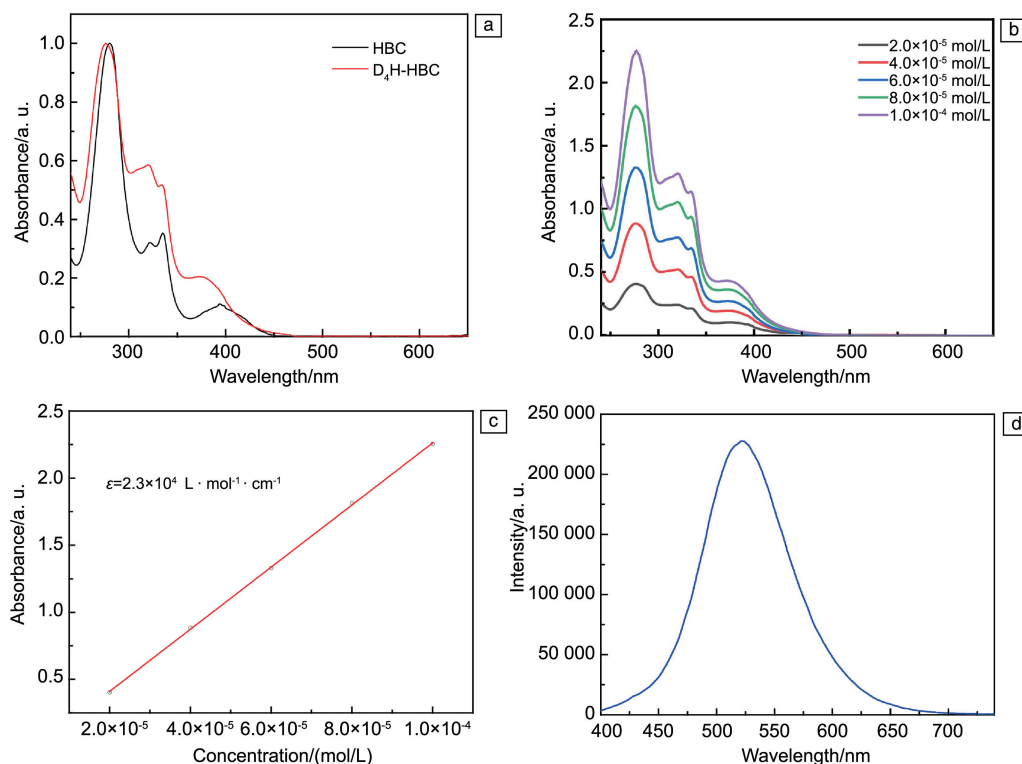 a
1.0
0.8
0.6
0.4
0.2
0.0
Absorbance/a. u.
HBC
D₄H-HBC
300
400
500
600
Wavelength/nm
b
2.5
2.0
1.5
1.0
0.5
0.0
Absorbance/a. u.
2.0×10⁻⁵ mol/L
4.0×10⁻⁵ mol/L
6.0×10⁻⁵ mol/L
8.0×10⁻⁵ mol/L
1.0×10⁻⁴ mol/L
300
400
500
600
Wavelength/nm
c
2.5
2.0
1.5
1.0
0.5
Absorbance/a. u.
ε=2.3×10⁴ L · mol⁻¹ · cm⁻¹
2.0×10⁻⁵
4.0×10⁻⁵
6.0×10⁻⁵
8.0×10⁻⁵
1.0×10⁻⁴
Concentration/(mol/L)
d
250 000
200 000
150 000
100 000
50 000
0
Intensity/a. u.
400
450
500
550
600
650
700
Wavelength/nm